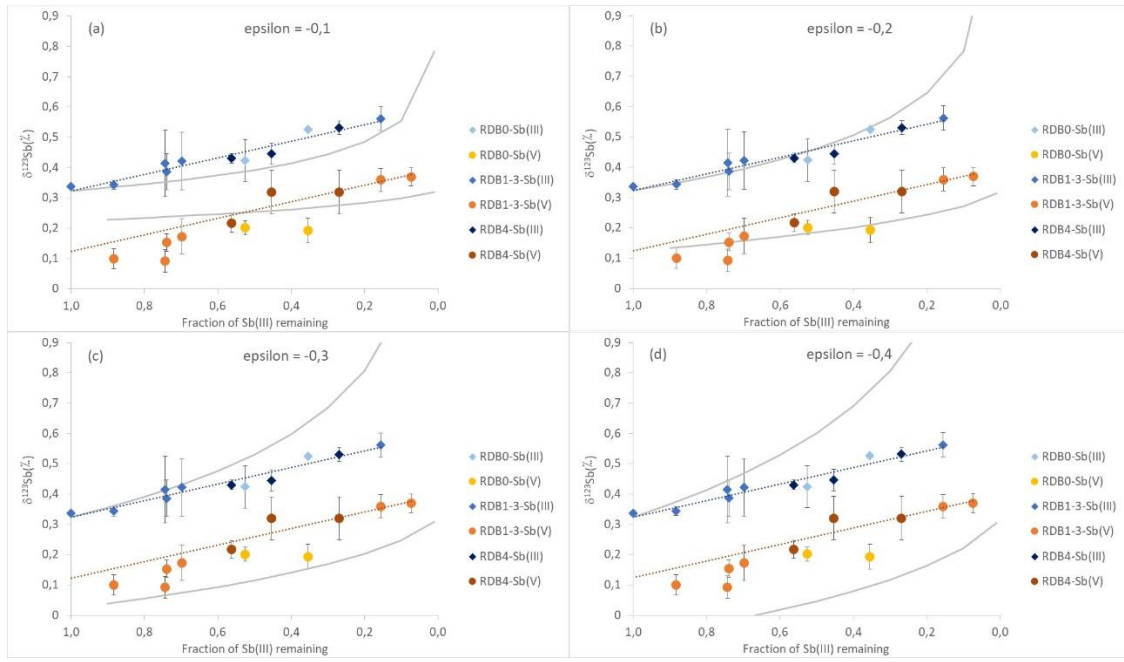 (a)
epsilon = -0,1
0,9
0,8
0,7
0,6
0,5
0,4
0,3
0,2
0,1
0
δ¹²³Sb(‰)
1,0 0,8 0,6 0,4 0,2 0,0
Fraction of Sb(III) remaining
RDB0-Sb(III)
RDB0-Sb(V)
RDB1-3-Sb(III)
RDB1-3-Sb(V)
RDB4-Sb(III)
RDB4-Sb(V)
(b)
epsilon = -0,2
0,9
0,8
0,7
0,6
0,5
0,4
0,3
0,2
0,1
0
δ¹²³Sb(‰)
1,0 0,8 0,6 0,4 0,2 0,0
Fraction of Sb(III) remaining
RDB0-Sb(III)
RDB0-Sb(V)
RDB1-3-Sb(III)
RDB1-3-Sb(V)
RDB4-Sb(III)
RDB4-Sb(V)
(c)
epsilon = -0,3
0,9
0,8
0,7
0,6
0,5
0,4
0,3
0,2
0,1
0
δ¹²³Sb(‰)
1,0 0,8 0,6 0,4 0,2 0,0
Fraction of Sb(III) remaining
RDB0-Sb(III)
RDB0-Sb(V)
RDB1-3-Sb(III)
RDB1-3-Sb(V)
RDB4-Sb(III)
RDB4-Sb(V)
(d)
epsilon = -0,4
0,9
0,8
0,7
0,6
0,5
0,4
0,3
0,2
0,1
0
δ¹²³Sb(‰)
1,0 0,8 0,6 0,4 0,2 0,0
Fraction of Sb(III) remaining
RDB0-Sb(III)
RDB0-Sb(V)
RDB1-3-Sb(III)
RDB1-3-Sb(V)
RDB4-Sb(III)
RDB4-Sb(V)